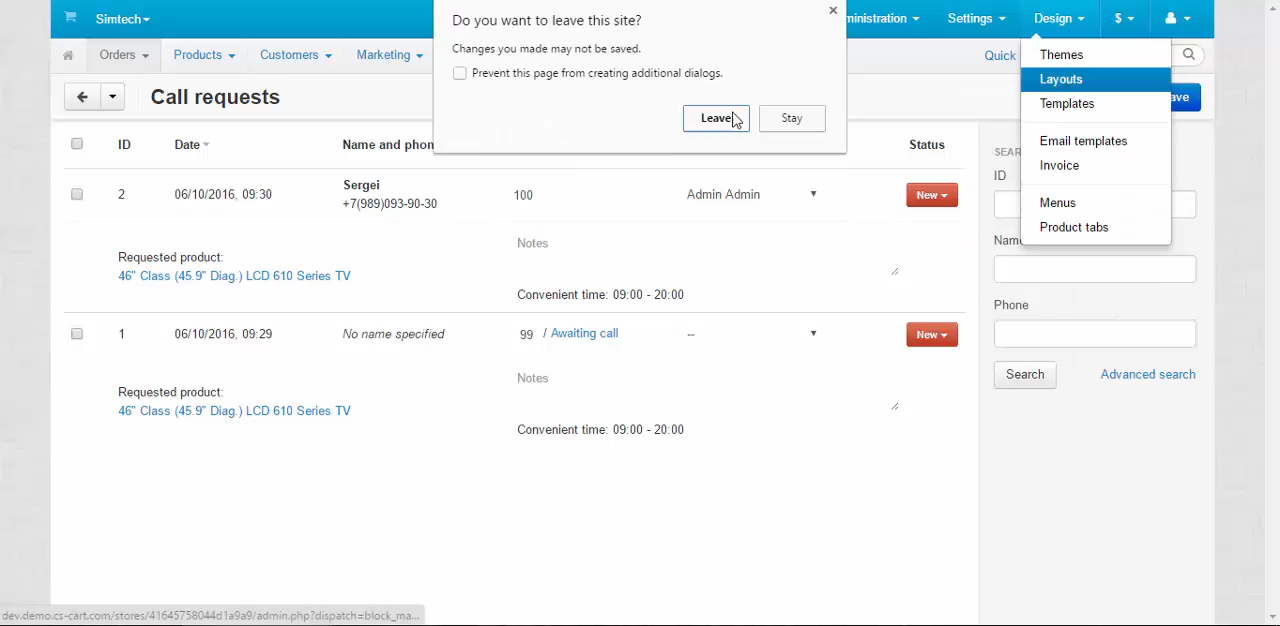 Simtech
ministration
Settings
Design
$
Do you want to leave this site?
Changes you made may not be saved.
Prevent this page from creating additional dialogs.
Leave
Stay
Orders
Products
Customers
Marketing
Quick
Themes
Layouts
Templates
Email templates
Invoice
Menus
Product tabs
Call requests
ave
ID
Date
Name and phon
Status
SEAR
ID
2
06/10/2016, 09:30
Sergei
+7(989)093-90-30
100
Admin Admin
New
Notes
Requested product:
46" Class (45.9" Diag.) LCD 610 Series TV
Convenient time: 09:00 - 20:00
Name
Phone
1
06/10/2016, 09:29
No name specified
99 / Awaiting call
--
New
Search
Advanced search
Notes
Requested product:
46" Class (45.9" Diag.) LCD 610 Series TV
Convenient time: 09:00 - 20:00
dev.demo.cs-cart.com/stores/41645758044d1a9a9/admin.php?dispatch=block_ma...